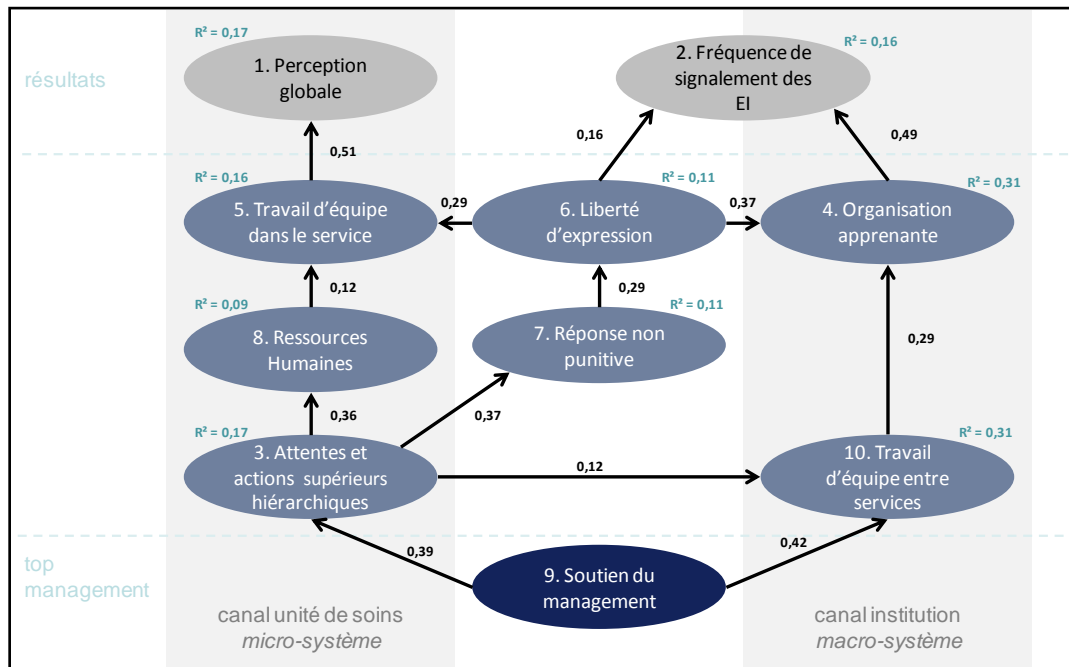 R² = 0,17
1. Perception
globale
2. Fréquence de
signalement des
EI
R² = 0,16
résultats
0,51
0,16
0,49
R² = 0,16
5. Travail d'équipe
dans le service
0,29
R² = 0,11
6. Liberté
d'expression
0,37
R² = 0,31
4. Organisation
apprenante
0,12
0,29
R² = 0,09
8. Ressources
Humaines
R² = 0,11
7. Réponse non
punitive
0,29
0,36
0,37
R² = 0,17
3. Attentes et
actions supérieurs
hiérarchiques
0,12
R² = 0,31
10. Travail
d'équipe entre
services
0,39
0,42
top
management
9. Soutien du
management
canal unité de soins
micro-système
canal institution
macro-système